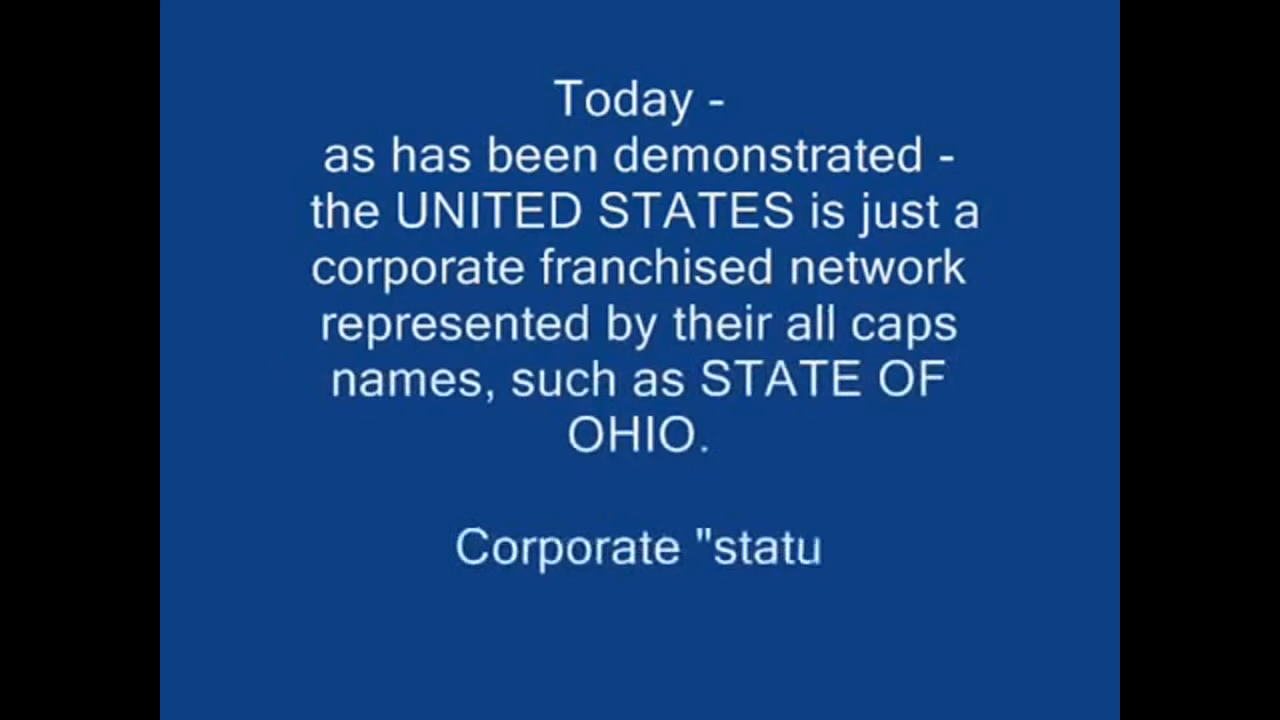 Today -
as has been demonstrated -
the UNITED STATES is just a
corporate franchised network
represented by their all caps
names, such as STATE OF
OHIO.
Corporate "statu